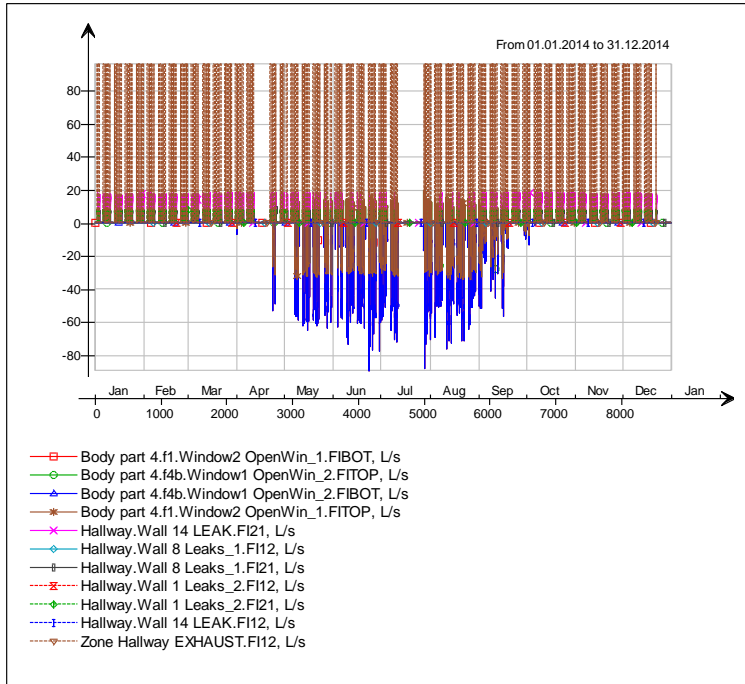 From 01.01.2014 to 31.12.2014
80
60
40
20
0
-20
-40
-60
-80
Jan Feb Mar Apr May Jun Jul Aug Sep Oct Nov Dec Jan
0 1000 2000 3000 4000 5000 6000 7000 8000
Body part 4.f1.Window2 OpenWin_1.FIBOT, L/s
Body part 4.f4b.Window1 OpenWin_2.FITOP, L/s
Body part 4.f4b.Window1 OpenWin_2.FIBOT, L/s
Body part 4.f1.Window2 OpenWin_1.FITOP, L/s
Hallway.Wall 14 LEAK.FI21, L/s
Hallway.Wall 8 Leaks_1.FI12, L/s
Hallway.Wall 8 Leaks_1.FI21, L/s
Hallway.Wall 1 Leaks_2.FI12, L/s
Hallway.Wall 1 Leaks_2.FI21, L/s
Hallway.Wall 14 LEAK.FI12, L/s
Zone Hallway EXHAUST.FI12, L/s